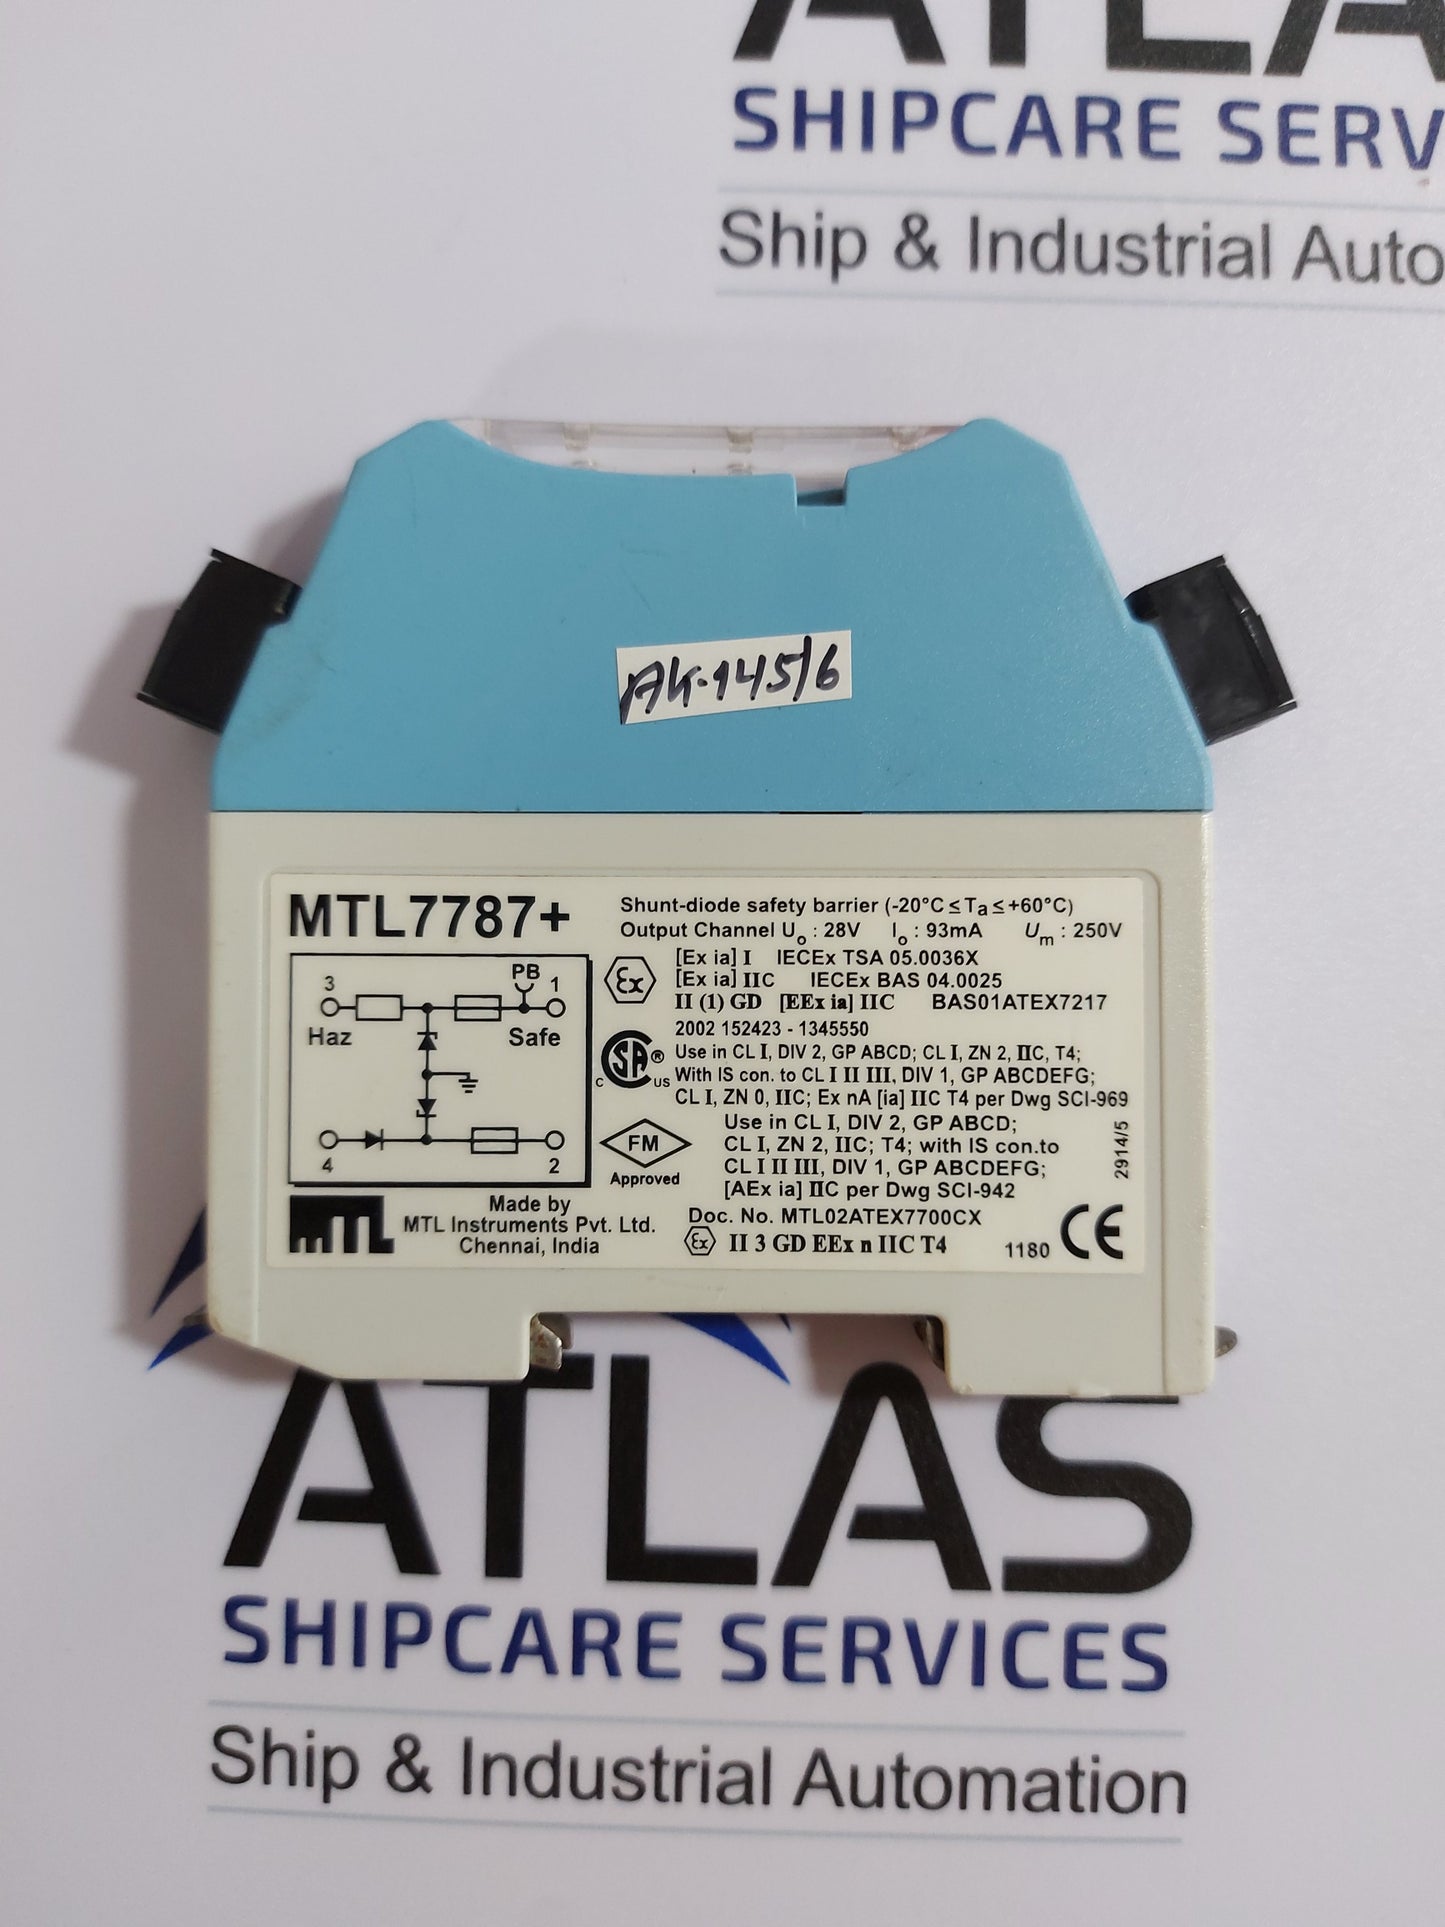 ATLA
SHIPCARE SERV
Ship & Industrial Auto
AK-145/6
MTL7787+
Shunt-diode safety barrier (-20°C ≤ Ta ≤ +60°C)
Output Channel Uo : 28V Io : 93mA Um : 250V
[Ex ia] I IECEx TSA 05.0036X
[Ex ia] IIC IECEx BAS 04.0025
II (1) GD [EEx ia] IIC BAS01ATEX7217
Ex
3 PB 1
Haz Safe
4 2
2002 152423 - 1345550
C SA ® US
Use in CL I, DIV 2, GP ABCD; CL I, ZN 2, IIC, T4;
With IS con. to CL I II III, DIV 1, GP ABCDEFG;
CL I, ZN 0, IIC; Ex nA [ia] IIC T4 per Dwg SCI-969
FM
Approved
Use in CL I, DIV 2, GP ABCD;
CL I, ZN 2, IIC; T4; with IS con.to
CL I II III, DIV 1, GP ABCDEFG;
[AEx ia] IIC per Dwg SCI-942
2914/5
mTL
Made by
MTL Instruments Pvt. Ltd.
Chennai, India
Doc. No. MTL02ATEX7700CX
Ex II 3 GD EEx n IIC T4
1180 CE
ATLAS
SHIPCARE SERVICES
Ship & Industrial Automation